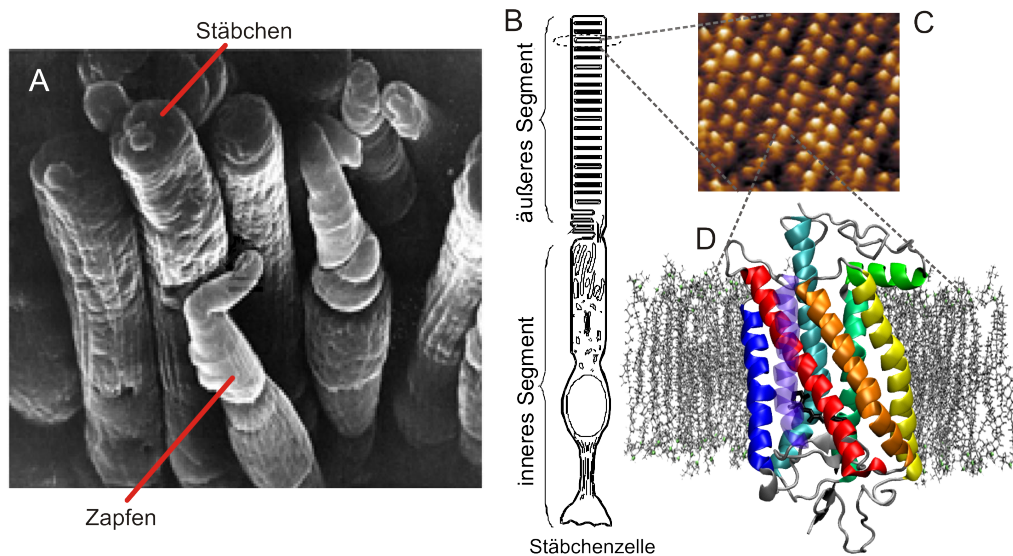 Stäbchen
A
Zapfen
B
äußeres Segment
inneres Segment
Stäbchenzelle
C
D